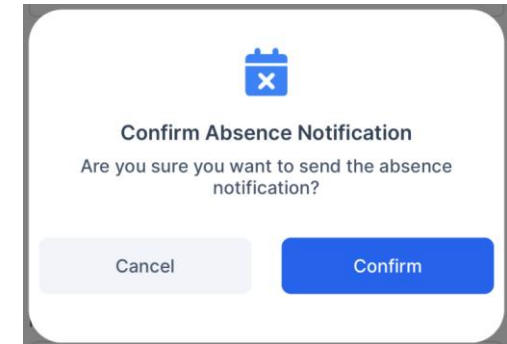 Confirm Absence Notification
Are you sure you want to send the absence
notification?
Cancel
Confirm